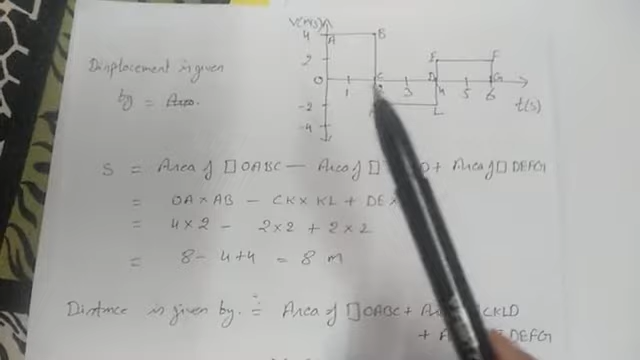 V(m/s)
4 A B
2 E F
O 1 C 3 D 4 5 6 G
-2 L t(s)
-4
Displacement is given
by = Area.
S = Area of □ OABC — Area of □ D + Area of □ DEFG
= OA × AB - CK × KL + DE ×
= 4 × 2 - 2 × 2 + 2 × 2
= 8 - 4 + 4 = 8 m
Distance is given by. = Area of □ OABC + CKLD
+ DEFG